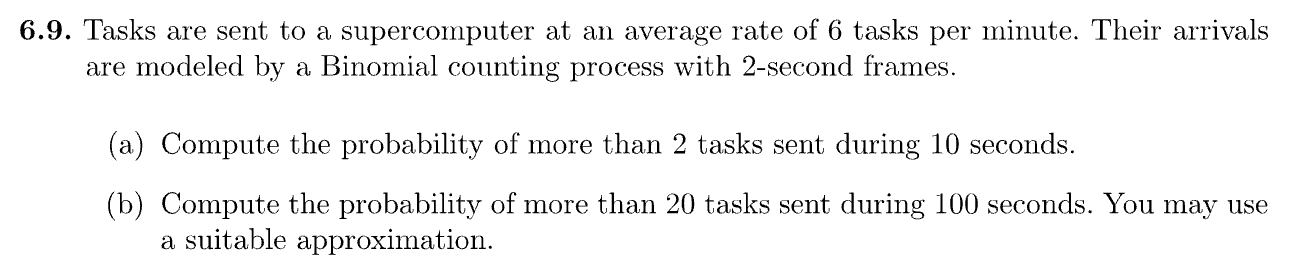 6.9. Tasks are sent to a supercomputer at an average rate of 6 tasks per minute. Their arrivals
are modeled by a Binomial counting process with 2-second frames.
(a) Compute the probability of more than 2 tasks sent during 10 seconds.
(b) Compute the probability of more than 20 tasks sent during 100 seconds. You may use
a suitable approximation.